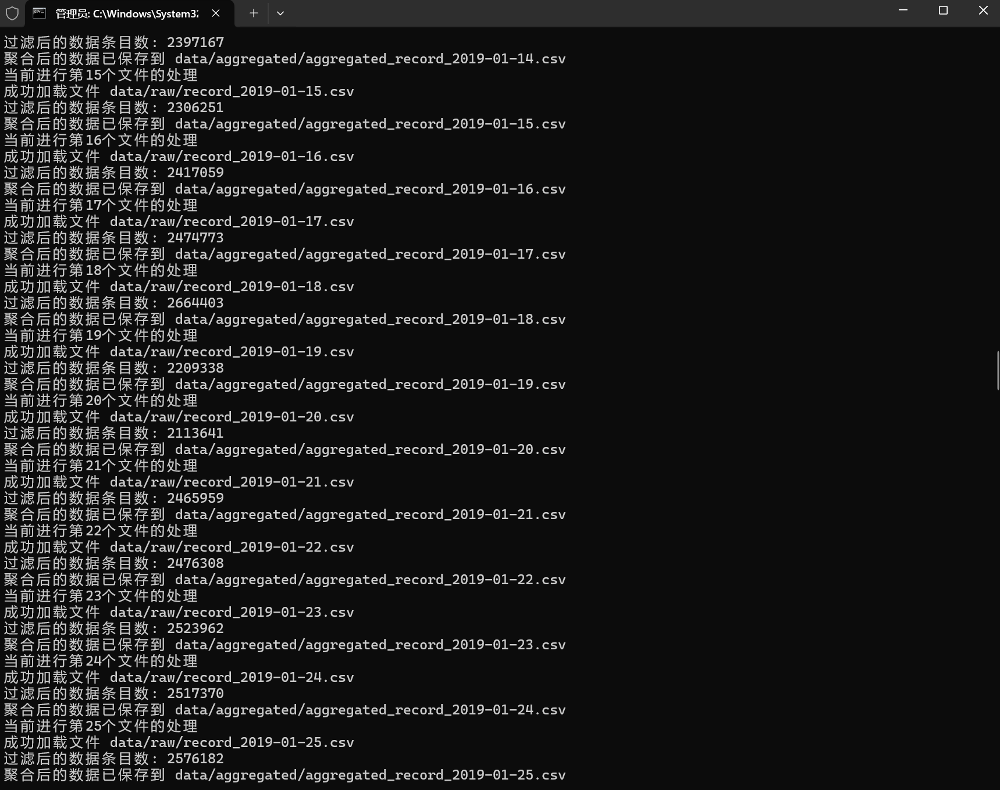 管理员: C:\Windows\System32
过滤后的数据条目数: 2397167
聚合后的数据已保存到 data/aggregated/aggregated_record_2019-01-14.csv
当前进行第15个文件的处理
成功加载文件 data/raw/record_2019-01-15.csv
过滤后的数据条目数: 2306251
聚合后的数据已保存到 data/aggregated/aggregated_record_2019-01-15.csv
当前进行第16个文件的处理
成功加载文件 data/raw/record_2019-01-16.csv
过滤后的数据条目数: 2417059
聚合后的数据已保存到 data/aggregated/aggregated_record_2019-01-16.csv
当前进行第17个文件的处理
成功加载文件 data/raw/record_2019-01-17.csv
过滤后的数据条目数: 2474773
聚合后的数据已保存到 data/aggregated/aggregated_record_2019-01-17.csv
当前进行第18个文件的处理
成功加载文件 data/raw/record_2019-01-18.csv
过滤后的数据条目数: 2664403
聚合后的数据已保存到 data/aggregated/aggregated_record_2019-01-18.csv
当前进行第19个文件的处理
成功加载文件 data/raw/record_2019-01-19.csv
过滤后的数据条目数: 2209338
聚合后的数据已保存到 data/aggregated/aggregated_record_2019-01-19.csv
当前进行第20个文件的处理
成功加载文件 data/raw/record_2019-01-20.csv
过滤后的数据条目数: 2113641
聚合后的数据已保存到 data/aggregated/aggregated_record_2019-01-20.csv
当前进行第21个文件的处理
成功加载文件 data/raw/record_2019-01-21.csv
过滤后的数据条目数: 2465959
聚合后的数据已保存到 data/aggregated/aggregated_record_2019-01-21.csv
当前进行第22个文件的处理
成功加载文件 data/raw/record_2019-01-22.csv
过滤后的数据条目数: 2476308
聚合后的数据已保存到 data/aggregated/aggregated_record_2019-01-22.csv
当前进行第23个文件的处理
成功加载文件 data/raw/record_2019-01-23.csv
过滤后的数据条目数: 2523962
聚合后的数据已保存到 data/aggregated/aggregated_record_2019-01-23.csv
当前进行第24个文件的处理
成功加载文件 data/raw/record_2019-01-24.csv
过滤后的数据条目数: 2517370
聚合后的数据已保存到 data/aggregated/aggregated_record_2019-01-24.csv
当前进行第25个文件的处理
成功加载文件 data/raw/record_2019-01-25.csv
过滤后的数据条目数: 2576182
聚合后的数据已保存到 data/aggregated/aggregated_record_2019-01-25.csv